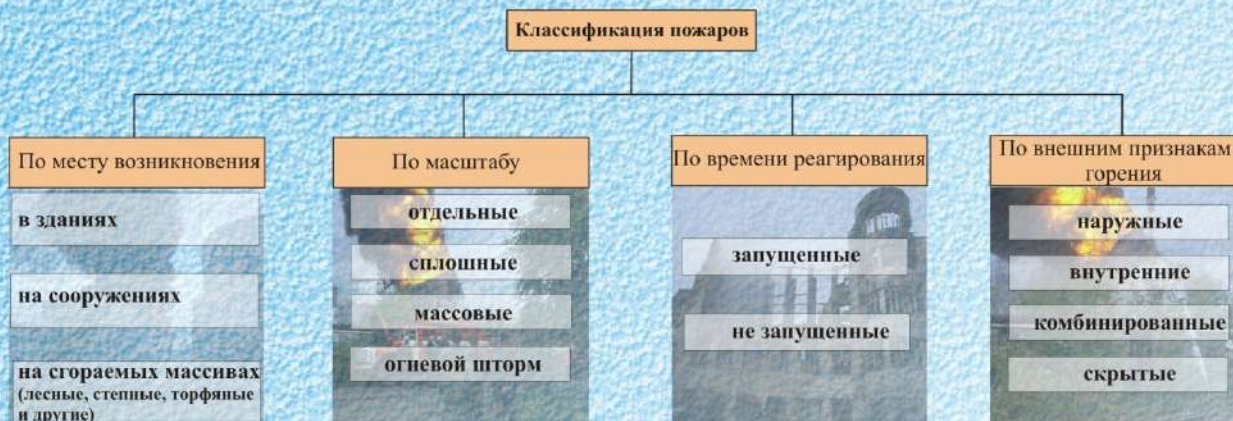 Классификация пожаров
По месту возникновения
в зданиях
на сооружениях
на сгораемых массивах
(лесные, степные, торфяные
и другие)
По масштабу
отдельные
сплошные
массовые
огневой шторм
По времени реагирования
запущенные
не запущенные
По внешним признакам
горения
наружные
внутренние
комбинированные
скрытые